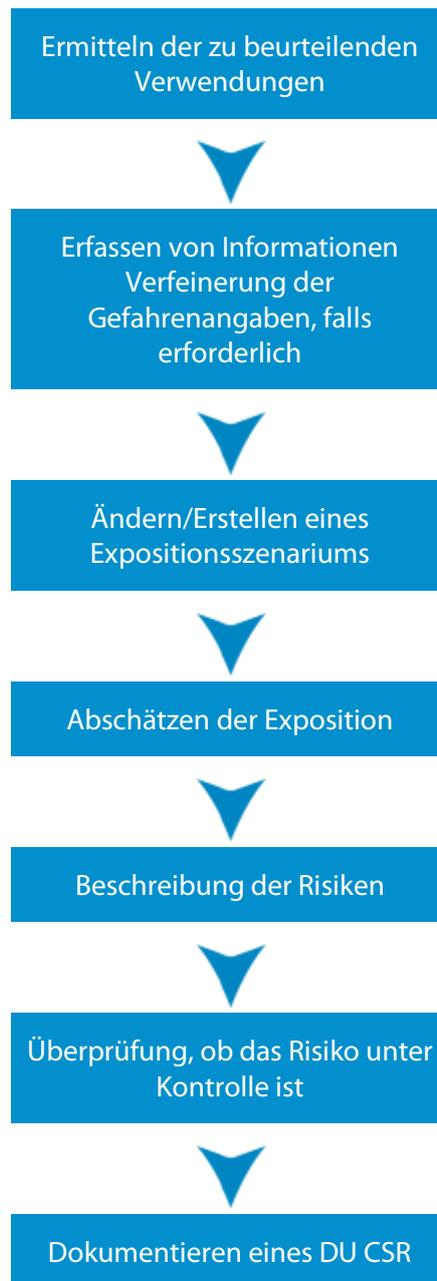 Ermitteln der zu beurteilenden
Verwendungen
Erfassen von Informationen
Verfeinerung der
Gefahrenangaben, falls
erforderlich
Ändern/Erstellen eines
Expositionsszenariums
Abschätzen der Exposition
Beschreibung der Risiken
Überprüfung, ob das Risiko unter
Kontrolle ist
Dokumentieren eines DU CSR